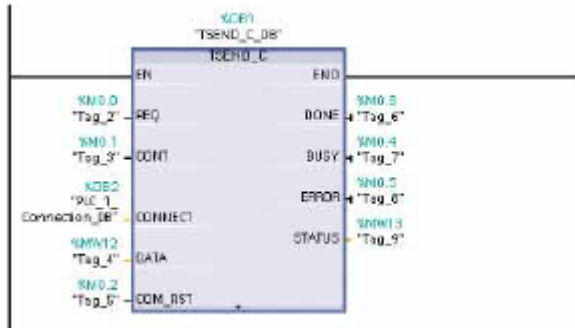 %DB1
"TSEND_C_DB"
TSEND_C
EN ENO
%M0.0 %M0.3
"Tag_2" REQ DONE "Tag_6"
%M0.1 %M0.4
"Tag_3" CONT BUSY "Tag_7"
%DB2 %M0.5
"PLC_1_ ERROR "Tag_8"
Connection_DB" CONNECT %MW13
STATUS "Tag_9"
%MW12
"Tag_4" DATA
%M0.2
"Tag_5" COM_RST